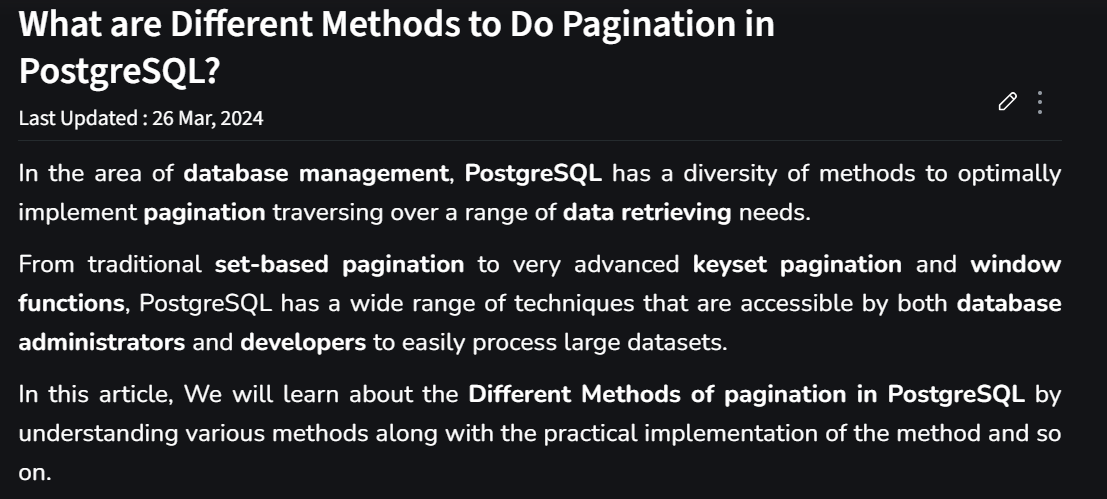 What are Different Methods to Do Pagination in
PostgreSQL?
Last Updated : 26 Mar, 2024
In the area of database management, PostgreSQL has a diversity of methods to optimally
implement pagination traversing over a range of data retrieving needs.
From traditional set-based pagination to very advanced keyset pagination and window
functions, PostgreSQL has a wide range of techniques that are accessible by both database
administrators and developers to easily process large datasets.
In this article, We will learn about the Different Methods of pagination in PostgreSQL by
understanding various methods along with the practical implementation of the method and so
on.